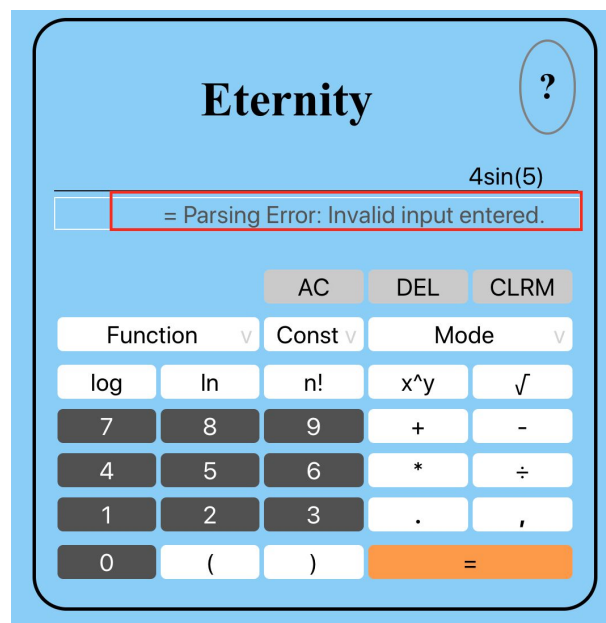 Eternity ?
4sin(5)
= Parsing Error: Invalid input entered.
AC DEL CLRM
Function v Const v Mode v
log ln n! x^y √
7 8 9 + -
4 5 6 * ÷
1 2 3 . ,
0 ( ) =